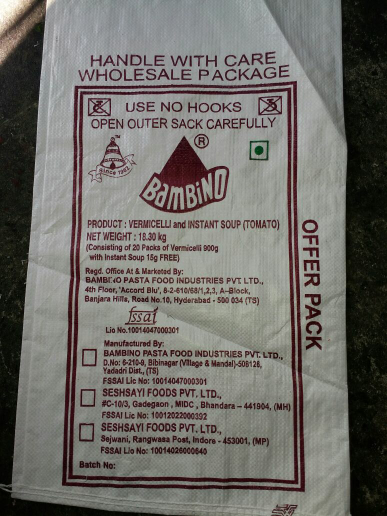 HANDLE WITH CARE
WHOLESALE PACKAGE
USE NO HOOKS
OPEN OUTER SACK CAREFULLY
TM
®
Since 1982
BAMBINO
PRODUCT : VERMICELLI and INSTANT SOUP (TOMATO)
NET WEIGHT : 18.30 kg
(Consisting of 20 Packs of Vermicelli 900g
with Instant Soup 15g FREE)
Regd. Office At & Marketed By:
BAMBINO PASTA FOOD INDUSTRIES PVT. LTD.,
4th Floor, 'Accord Blu', 8-2-610/68/1,2,3, A-Block,
Banjara Hills, Road No.10, Hyderabad - 500 034 (TS)
fssai
Lic No.10014047000301
Manufactured By:
BAMBINO PASTA FOOD INDUSTRIES PVT. LTD.,
D.No: 6-210-9, Bibinagar (Village & Mandal)-508126,
Yadadri Dist., (TS)
FSSAI Lic No: 10014047000301
SESHSAYI FOODS PVT. LTD.,
#C-10/3, Gadegaon , MIDC , Bhandara – 441904, (MH)
FSSAI Lic No: 10012022000392
SESHSAYI FOODS PVT. LTD.,
Sejwani, Rangwasa Post, Indore - 453001, (MP)
FSSAI Lic No: 10014026000640
Batch No:
OFFER PACK